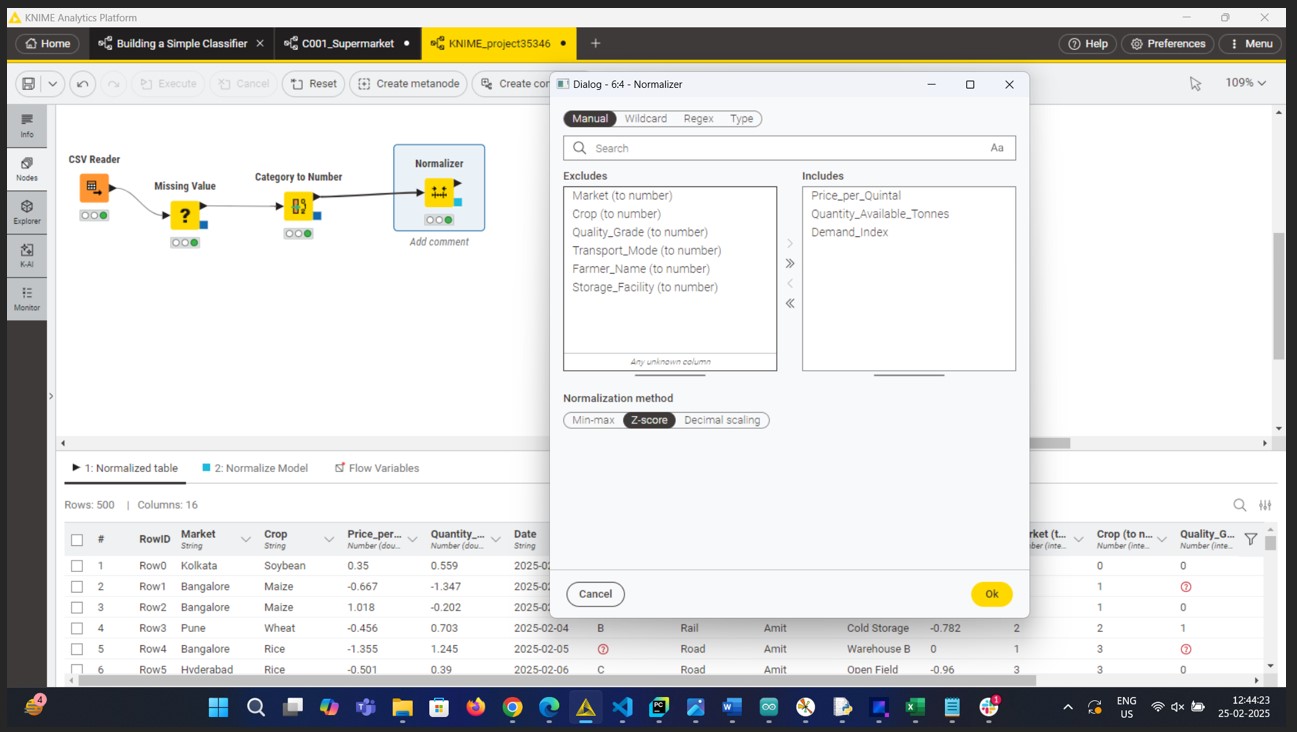 KNIME Analytics Platform
Home
Building a Simple Classifier
C001_Supermarket
KNIME_project35346
Help
Preferences
Menu
Execute
Cancel
Reset
Create metanode
Create con
109%
Info
Nodes
Explorer
K-AI
Monitor
CSV Reader
Missing Value
Category to Number
Normalizer
Add comment
Dialog - 6:4 - Normalizer
Manual Wildcard Regex Type
Search Aa
Excludes
Market (to number)
Crop (to number)
Quality_Grade (to number)
Transport_Mode (to number)
Farmer_Name (to number)
Storage_Facility (to number)
Any unknown column
Includes
Price_per_Quintal
Quantity_Available_Tonnes
Demand_Index
Normalization method
Min-max Z-score Decimal scaling
Cancel Ok
1: Normalized table 2: Normalize Model Flow Variables
Rows: 500 | Columns: 16
# RowID Market Crop Price_per... Quantity_... Date rket (t... Crop (to n... Quality_G...
String String Number (dou... Number (dou... String ber (inte... Number (inte... Number (inte...
1 Row0 Kolkata Soybean 0.35 0.559 2025-02 0 0
2 Row1 Bangalore Maize -0.667 -1.347 2025-02 1 ?
3 Row2 Bangalore Maize 1.018 -0.202 2025-02 1 0
4 Row3 Pune Wheat -0.456 0.703 2025-02-04 B Rail Amit Cold Storage -0.782 2 2 1
5 Row4 Bangalore Rice -1.355 1.245 2025-02-05 ? Road Amit Warehouse B 0 1 3 ?
6 Row5 Hyderabad Rice -0.501 0.39 2025-02-06 C Road Amit Open Field -0.96 3 3 0
4
1
ENG
US
12:44:23
25-02-2025